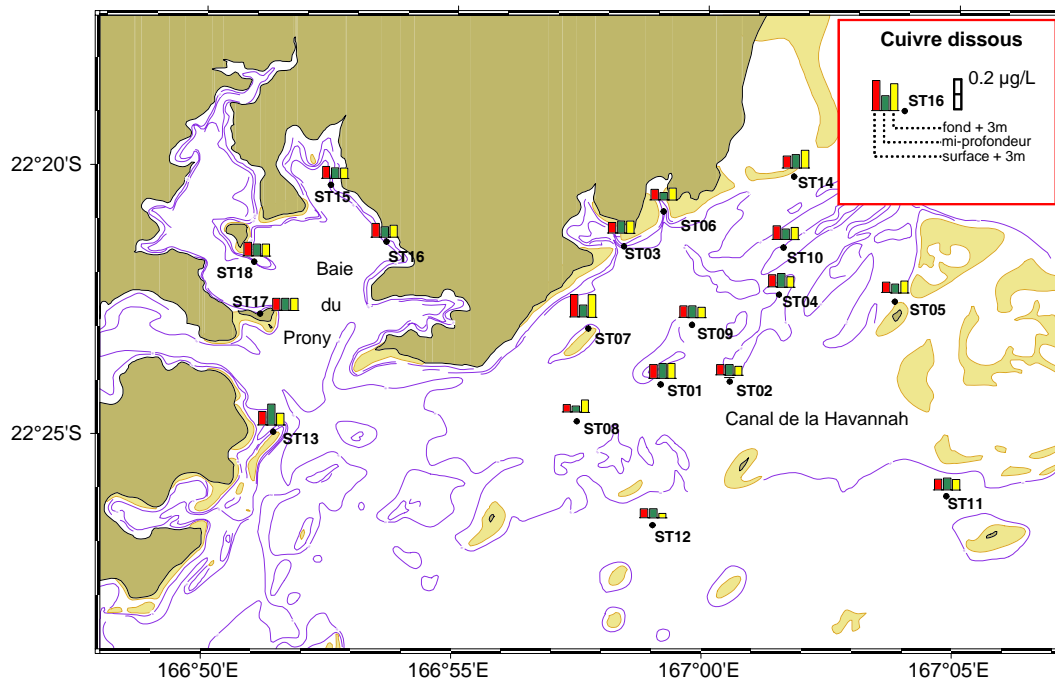 Cuivre dissous
0.2 µg/L
ST16
fond + 3m
mi-profondeur
surface + 3m
22°20'S
22°25'S
ST14
ST15
ST06
ST16
ST03
ST10
ST18
Baie
ST17
du
ST04
ST05
Prony
ST07
ST09
ST01
ST02
Canal de la Havannah
ST08
ST13
ST11
ST12
166°50'E
166°55'E
167°00'E
167°05'E